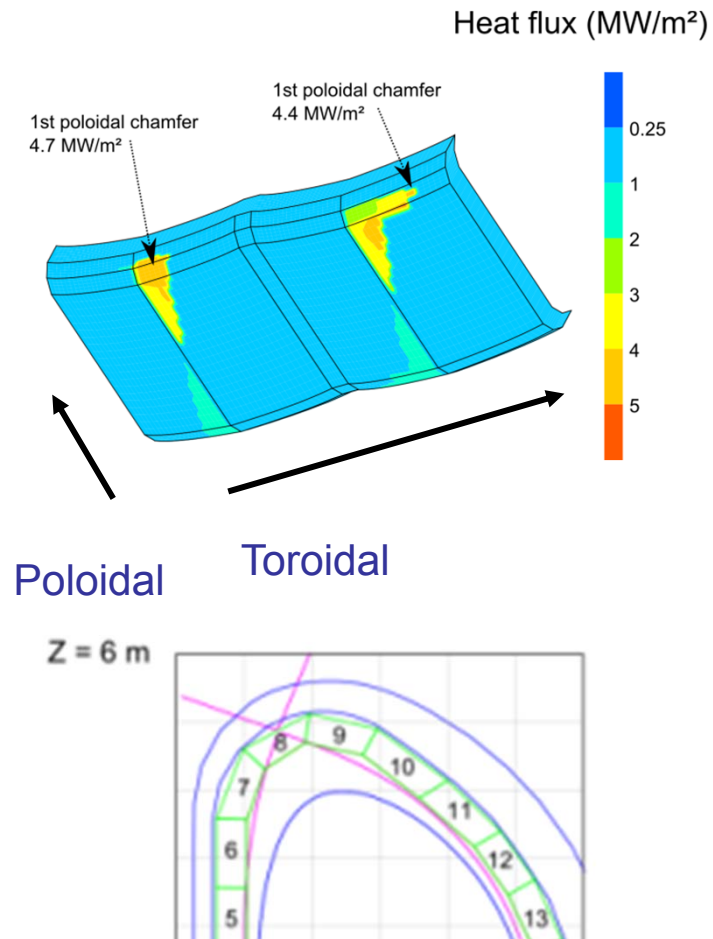 Heat flux (MW/m²)
1st poloidal chamfer
4.4 MW/m²
1st poloidal chamfer
4.7 MW/m²
0.25
1
2
3
4
5
Toroidal
Poloidal
Z = 6 m
8
9
7
10
11
6
12
5
13